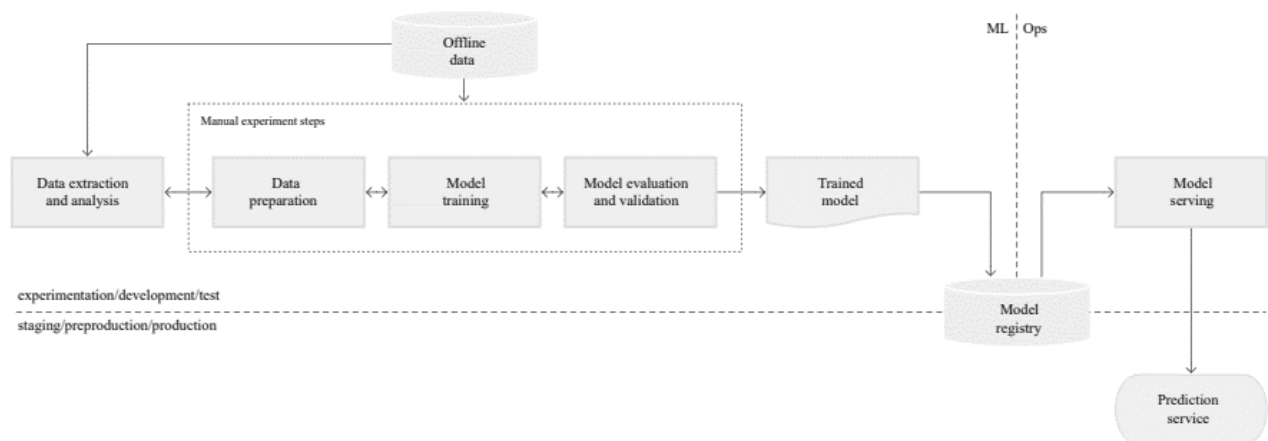 Offline
data
ML
Ops
Manual experiment steps
Data extraction
and analysis
Data
preparation
Model
training
Model evaluation
and validation
Trained
model
Model
serving
experimentation/development/test
staging/preproduction/production
Model
registry
Prediction
service